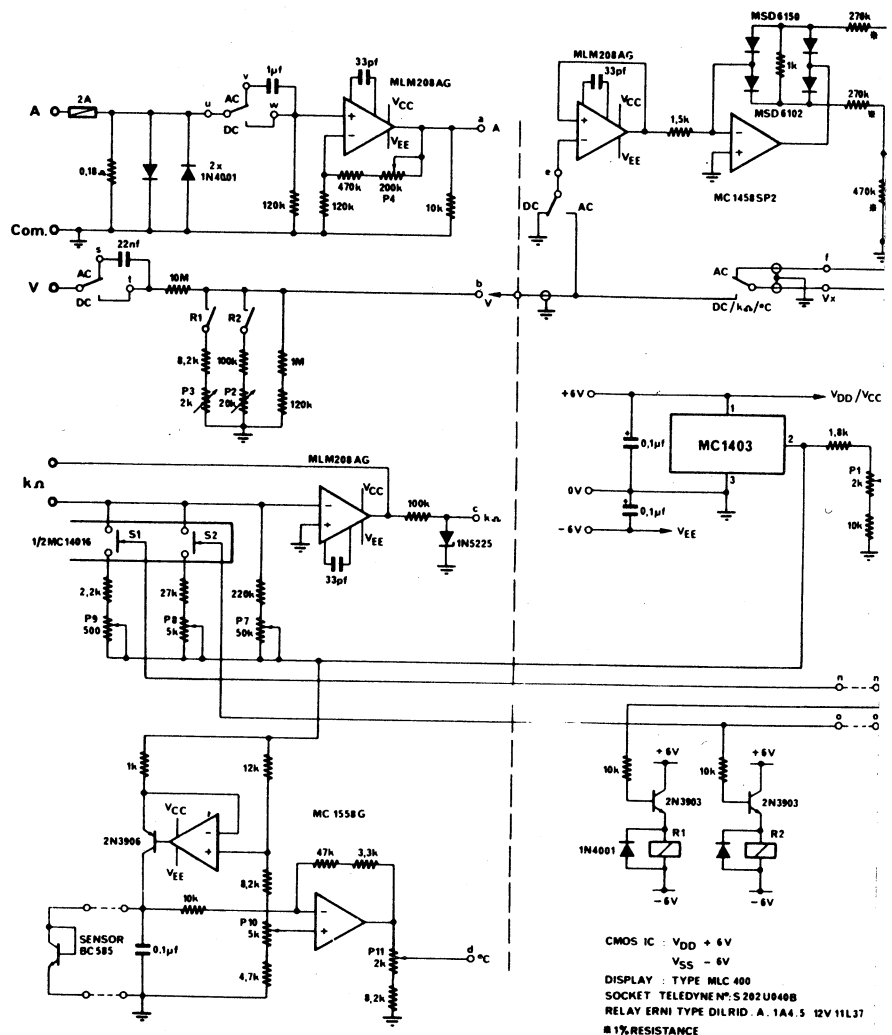 MSD 6150
270k
33pf
1µf
MLM208AG
33pf
MLM208AG
1k
2A
v
A
u
AC
w
DC
VCC
VEE
a
A
VCC
VEE
1,5k
270k
MSD 6102
0,18Ω
2x
1N4001
120k
120k
470k
200k
P4
10k
e
DC
AC
MC1458SP2
470k
Com.
22nf
s
AC
V
t
DC
10M
b
V
AC
f
DC/kΩ/°C
Vx
R1
R2
8,2k
100k
1M
P3
2k
P2
20k
120k
+6V
VDD/VCC
1
MC1403
2
1,8k
0,1µf
3
P1
2k
0V
0,1µf
-6V
VEE
10k
MLM208AG
kΩ
VCC
100k
c
kΩ
VEE
1N5225
S1
S2
1/2MC14016
33pf
2,2k
27k
220k
P9
500
P8
5k
P7
50k
n
n
o
o
1k
12k
10k
+6V
10k
+6V
2N3903
2N3903
MC 1558G
VCC
2N3906
VEE
1N4001
R1
R2
47k
3,3k
-6V
-6V
8,2k
10k
P10
5k
SENSOR
BC585
0,1µf
P11
2k
d
°C
4,7k
8,2k
CMOS IC : VDD + 6V
VSS - 6V
DISPLAY : TYPE MLC 400
SOCKET TELEDYNE N°: S 202 U040B
RELAY ERNI TYPE DILRID . A . 1A4.5 12V 11L37
※1% RESISTANCE